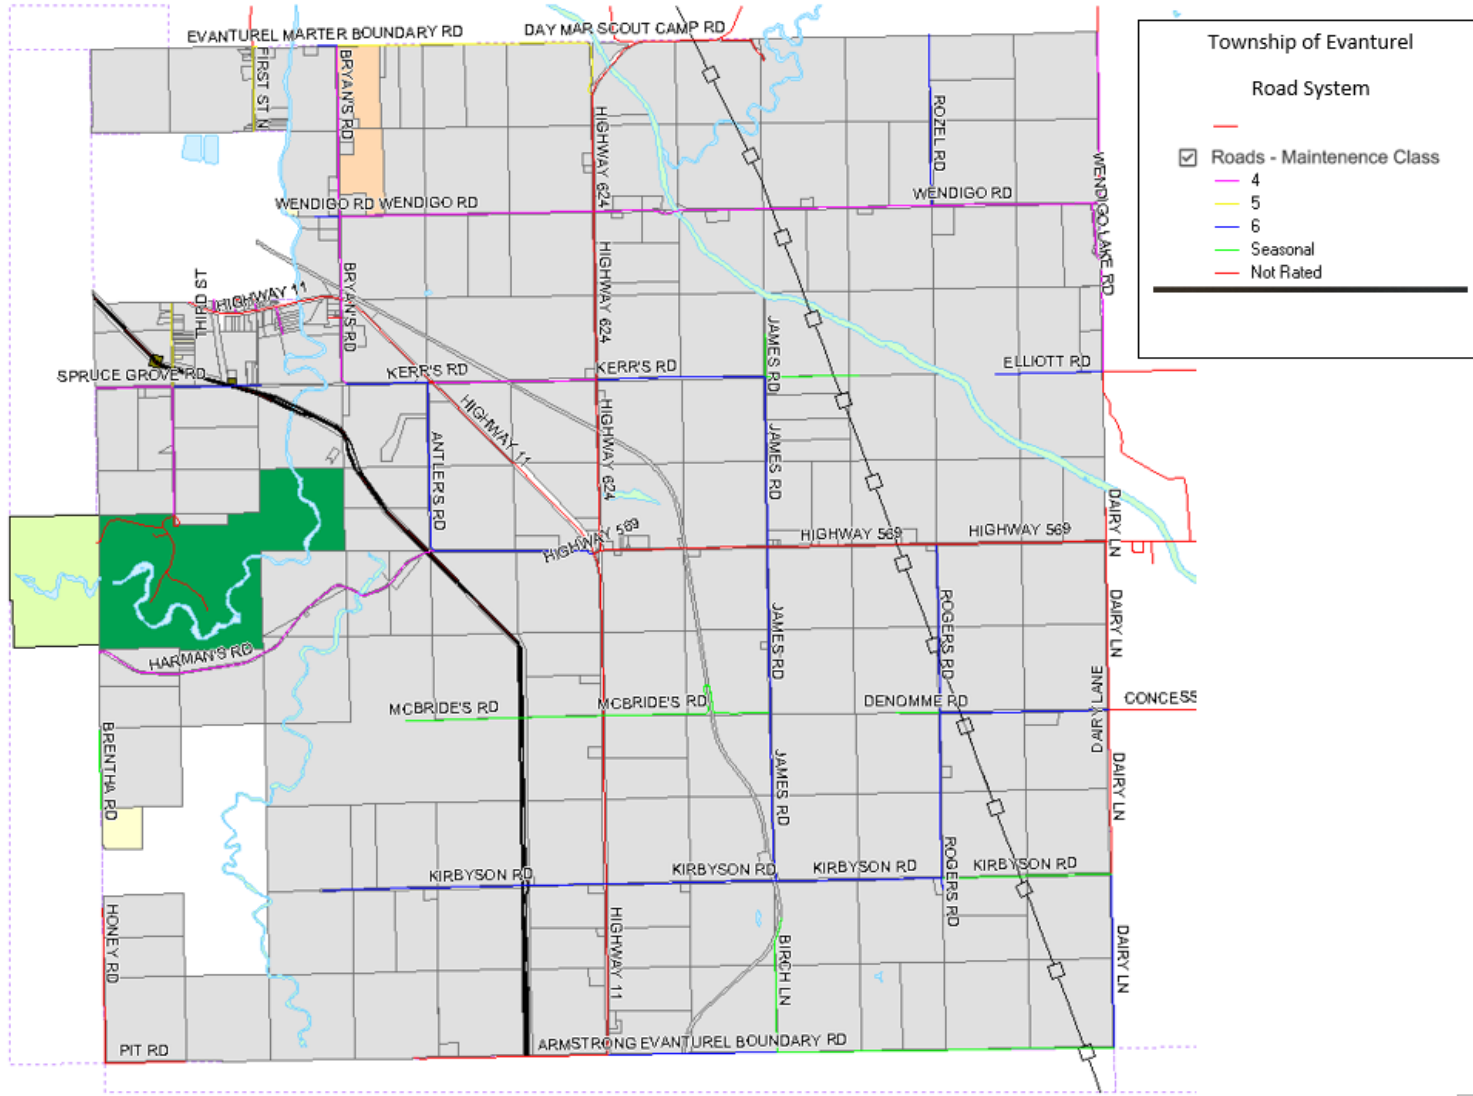 EVANTUREL MARTER BOUNDARY RD
DAY MAR SCOUT CAMP RD
Township of Evanturel
Road System
Roads - Maintenence Class
4
5
6
Seasonal
Not Rated
FIRST ST N
BRYAN'S RD
HIGHWAY 624
ROZEL RD
WENDIGO LAKE RD
WENDIGO RD
WENDIGO RD
WENDIGO RD
THIRD ST
HIGHWAY 11
BRYAN'S RD
HIGHWAY 624
JAMES RD
SPRUCE GROVE RD
KERR'S RD
KERR'S RD
ELLIOTT RD
HIGHWAY 11
HIGHWAY 624
ANTLER'S RD
JAMES RD
DAIRY LN
HIGHWAY 569
HIGHWAY 569
HIGHWAY 569
HARMAN'S RD
JAMES RD
ROGERS RD
DAIRY LN
MCBRIDE'S RD
MCBRIDE'S RD
DENOMME RD
DAIRY LANE
CONCESS
BRENTHA RD
JAMES RD
DAIRY LN
KIRBYSON RD
KIRBYSON RD
KIRBYSON RD
KIRBYSON RD
ROGERS RD
HONEY RD
HIGHWAY 11
BIRCH LN
DAIRY LN
PIT RD
ARMSTRONG EVANTUREL BOUNDARY RD